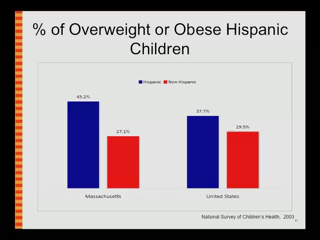 % of Overweight or Obese Hispanic
Children
Hispanic Non Hispanic
45.2%
27.1%
37.7%
29.5%
Massachusetts
United States
National Survey of Children's Health, 2003